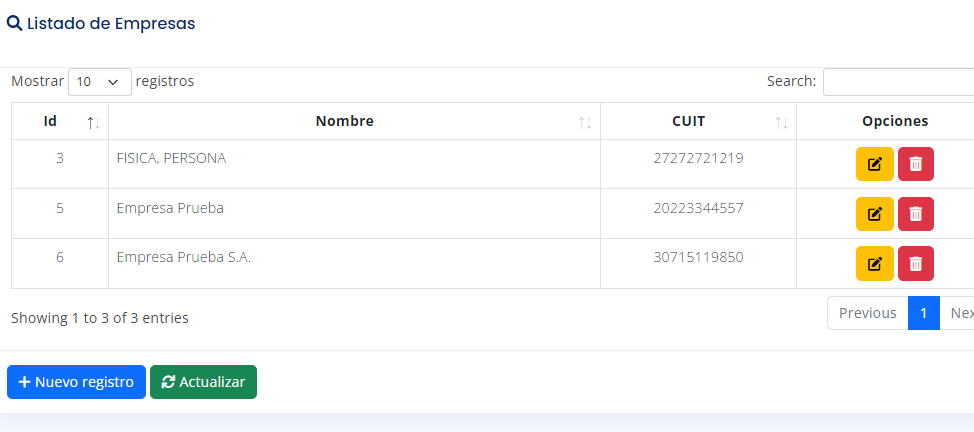 Listado de Empresas
Mostrar 10 registros Search:
Id Nombre CUIT Opciones
3 FISICA, PERSONA 27272721219
5 Empresa Prueba 20223344557
6 Empresa Prueba S.A. 30715119850
Showing 1 to 3 of 3 entries Previous 1 Nex
Nuevo registro Actualizar